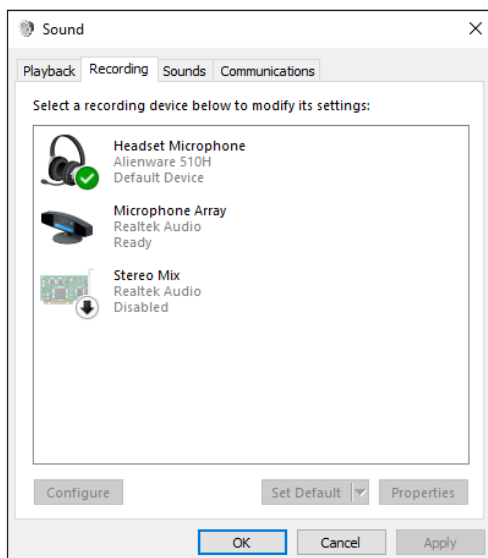 Sound
Playback Recording Sounds Communications
Select a recording device below to modify its settings:
Headset Microphone
Alienware 510H
Default Device
Microphone Array
Realtek Audio
Ready
Stereo Mix
Realtek Audio
Disabled
Configure Set Default Properties
OK Cancel Apply